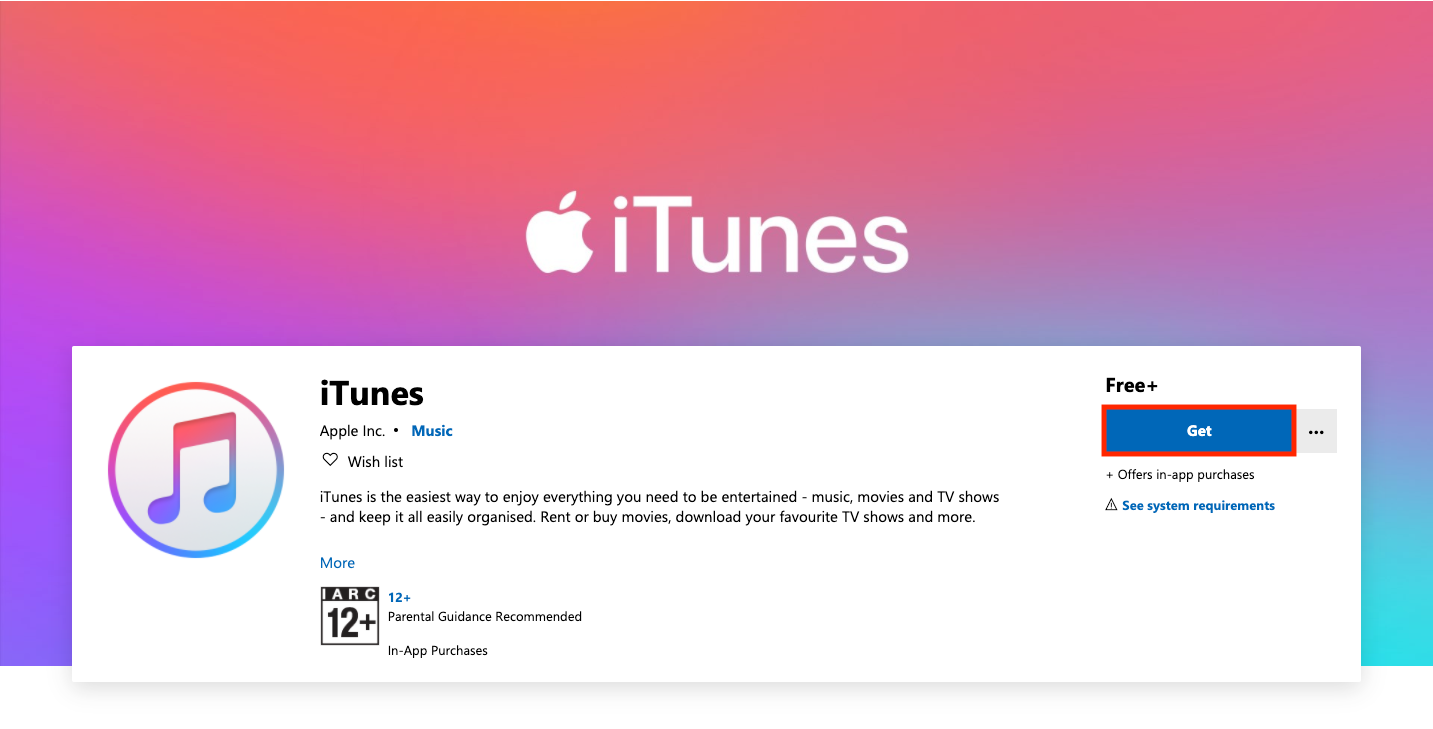 iTunes
iTunes
Apple Inc. • Music
Wish list
iTunes is the easiest way to enjoy everything you need to be entertained - music, movies and TV shows
- and keep it all easily organised. Rent or buy movies, download your favourite TV shows and more.
More
IARC
12+
12+
Parental Guidance Recommended
In-App Purchases
Free+
Get
...
+ Offers in-app purchases
See system requirements